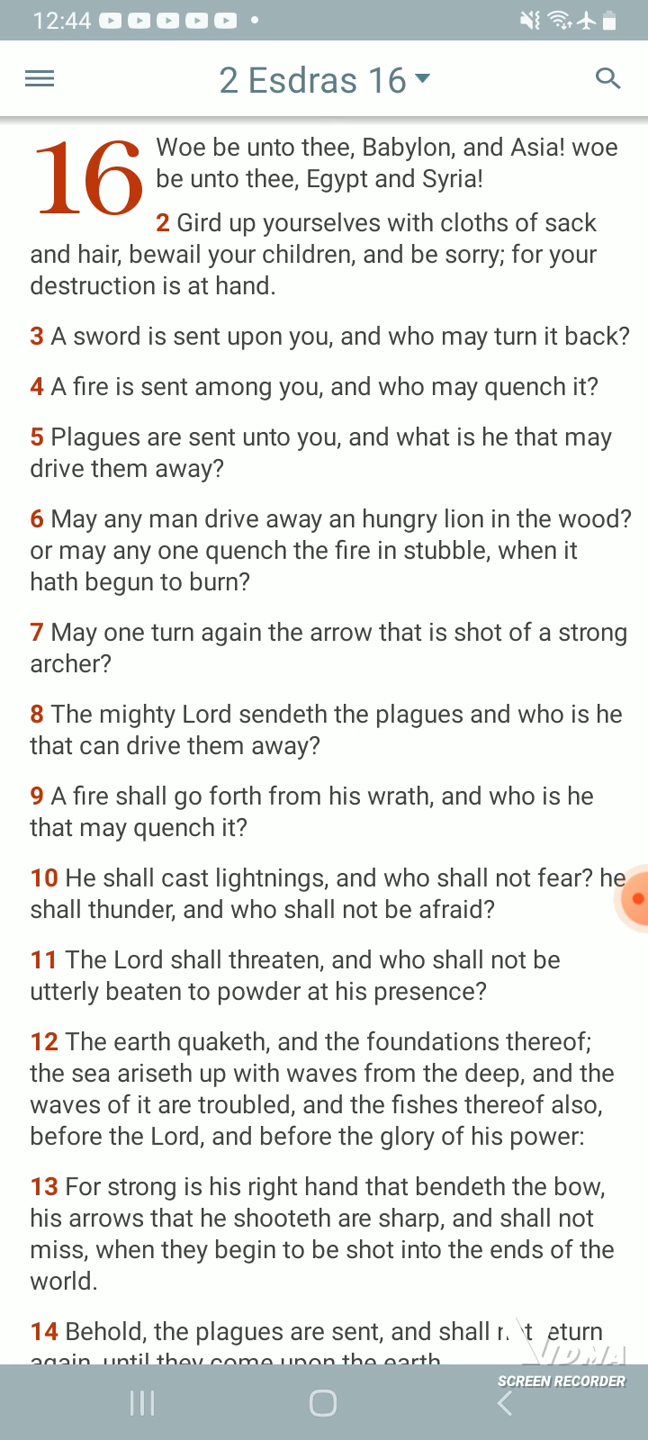 12:44
2 Esdras 16
16 Woe be unto thee, Babylon, and Asia! woe
be unto thee, Egypt and Syria!
2 Gird up yourselves with cloths of sack
and hair, bewail your children, and be sorry; for your
destruction is at hand.
3 A sword is sent upon you, and who may turn it back?
4 A fire is sent among you, and who may quench it?
5 Plagues are sent unto you, and what is he that may
drive them away?
6 May any man drive away an hungry lion in the wood?
or may any one quench the fire in stubble, when it
hath begun to burn?
7 May one turn again the arrow that is shot of a strong
archer?
8 The mighty Lord sendeth the plagues and who is he
that can drive them away?
9 A fire shall go forth from his wrath, and who is he
that may quench it?
10 He shall cast lightnings, and who shall not fear? he
shall thunder, and who shall not be afraid?
11 The Lord shall threaten, and who shall not be
utterly beaten to powder at his presence?
12 The earth quaketh, and the foundations thereof;
the sea ariseth up with waves from the deep, and the
waves of it are troubled, and the fishes thereof also,
before the Lord, and before the glory of his power:
13 For strong is his right hand that bendeth the bow,
his arrows that he shooteth are sharp, and shall not
miss, when they begin to be shot into the ends of the
world.
14 Behold, the plagues are sent, and shall not return
again, until they come upon the earth.
VIDMA
SCREEN RECORDER